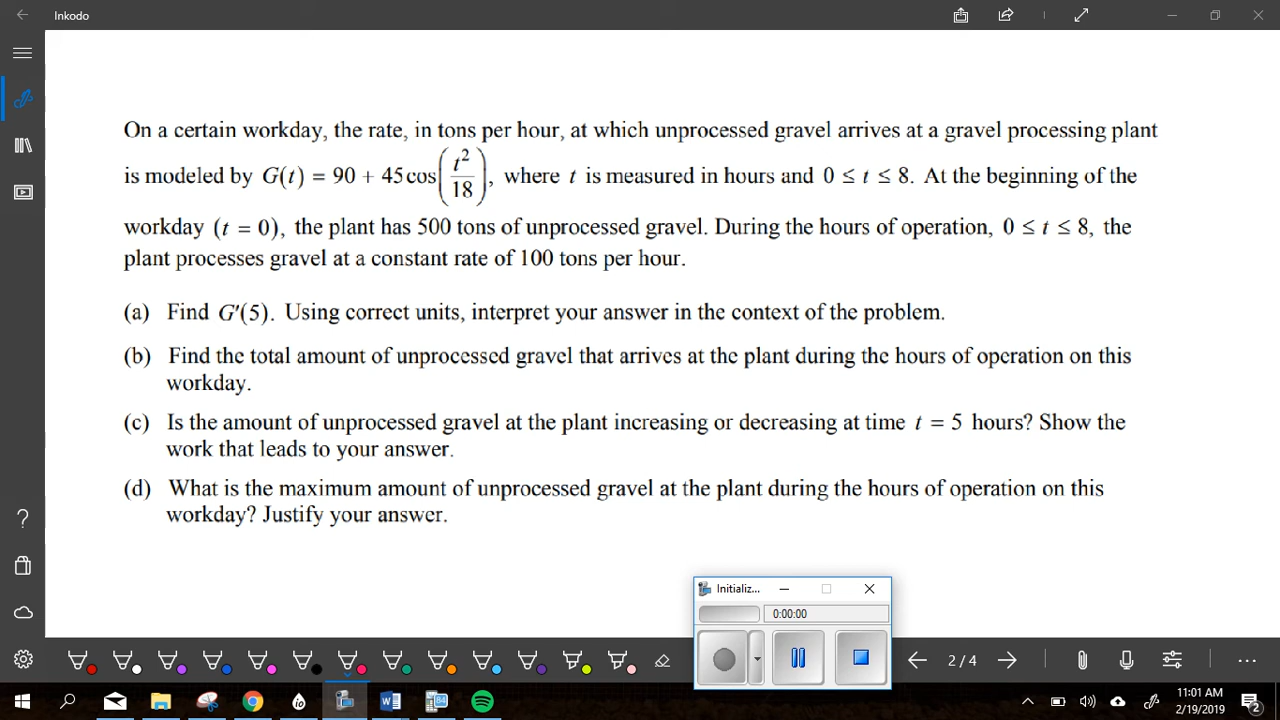 Inkodo
On a certain workday, the rate, in tons per hour, at which unprocessed gravel arrives at a gravel processing plant
is modeled by G(t) = 90 + 45 cos(t²/18), where t is measured in hours and 0 ≤ t ≤ 8. At the beginning of the
workday (t = 0), the plant has 500 tons of unprocessed gravel. During the hours of operation, 0 ≤ t ≤ 8, the
plant processes gravel at a constant rate of 100 tons per hour.
(a) Find G′(5). Using correct units, interpret your answer in the context of the problem.
(b) Find the total amount of unprocessed gravel that arrives at the plant during the hours of operation on this
workday.
(c) Is the amount of unprocessed gravel at the plant increasing or decreasing at time t = 5 hours? Show the
work that leads to your answer.
(d) What is the maximum amount of unprocessed gravel at the plant during the hours of operation on this
workday? Justify your answer.
Initializ...
0:00:00
2 / 4
11:01 AM
2/19/2019